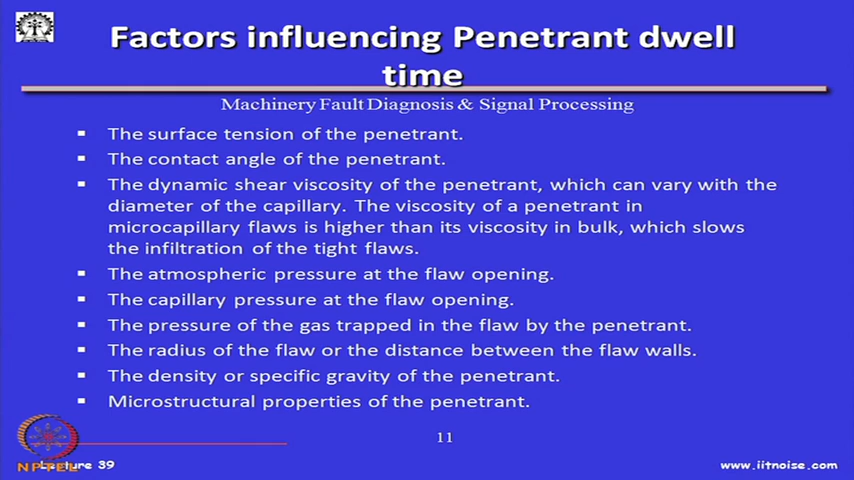 Factors influencing Penetrant dwell
time
Machinery Fault Diagnosis & Signal Processing
▪ The surface tension of the penetrant.
▪ The contact angle of the penetrant.
▪ The dynamic shear viscosity of the penetrant, which can vary with the
diameter of the capillary. The viscosity of a penetrant in
microcapillary flaws is higher than its viscosity in bulk, which slows
the infiltration of the tight flaws.
▪ The atmospheric pressure at the flaw opening.
▪ The capillary pressure at the flaw opening.
▪ The pressure of the gas trapped in the flaw by the penetrant.
▪ The radius of the flaw or the distance between the flaw walls.
▪ The density or specific gravity of the penetrant.
▪ Microstructural properties of the penetrant.
11
NPTEL
Lecture 39
www.iitnoise.com